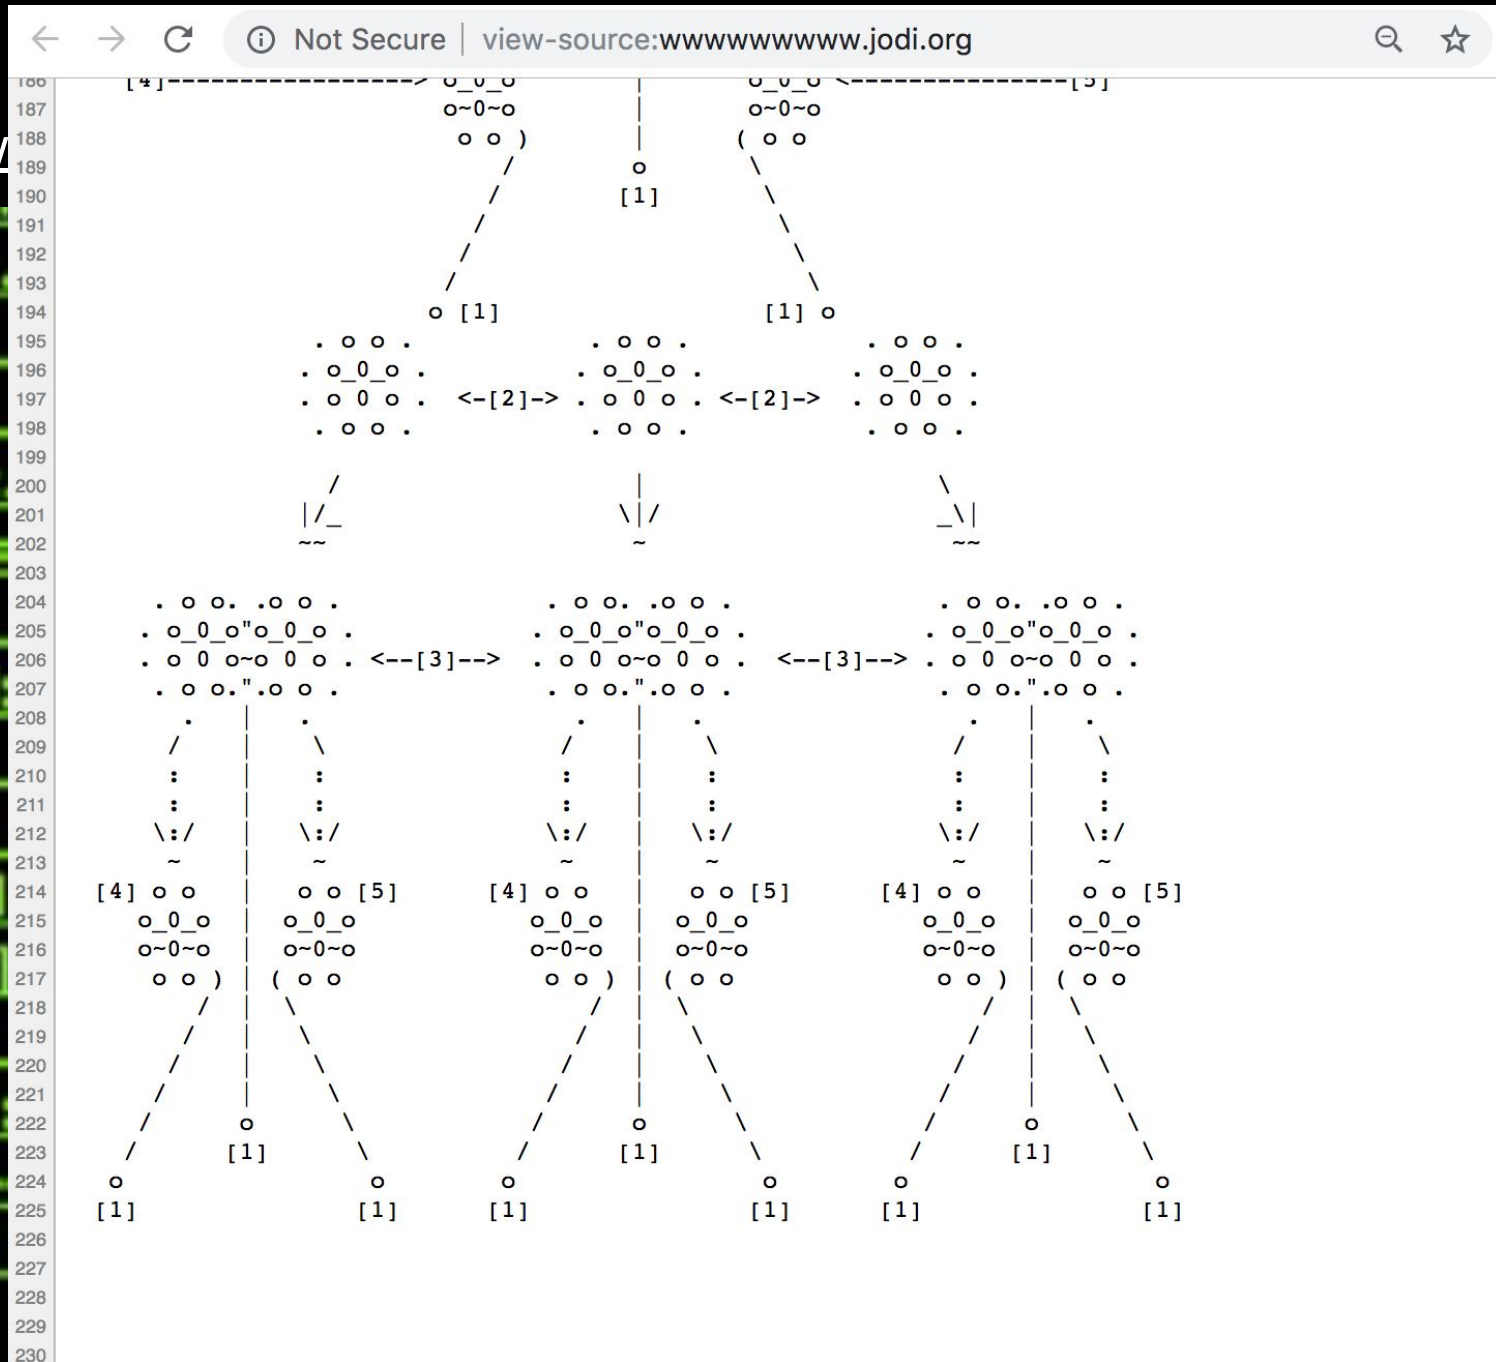 Not Secure | view-source:wwwwwwwww.jodi.org
186     [4]-----------------> o_0_o        |       o_0_o <---------------[5]
187                           o~0~o        |       o~0~o
188                            o o )       |      ( o o
189                               /        o       \
190                              /        [1]       \
191                             /                    \
192                            /                      \
193                           /                        \
194                          o [1]                  [1] o
195                  . o o .            . o o .            . o o .
196                 . o_0_o .          . o_0_o .          . o_0_o .
197                 . o 0 o .  <-[2]-> . o 0 o . <-[2]->  . o 0 o .
198                  . o o .            . o o .            . o o .
199
200                   /                    |                    \
201                 |/_                   \|/                   _\|
202                 ~~                     ~                     ~~
203
204       . o o. .o o .              . o o. .o o .              . o o. .o o .
205      . o_0_o"o_0_o .            . o_0_o"o_0_o .            . o_0_o"o_0_o .
206      . o 0 o~o 0 o . <--[3]-->  . o 0 o~o 0 o .  <--[3]--> . o 0 o~o 0 o .
207       . o o.".o o .              . o o.".o o .              . o o.".o o .
208         .   |   .                  .   |   .                  .   |   .
209        /    |    \                /    |    \                /    |    \
210        :    |    :                :    |    :                :    |    :
211        :    |    :                :    |    :                :    |    :
212       \:/   |   \:/              \:/   |   \:/              \:/   |   \:/
213        ~    |    ~                ~    |    ~                ~    |    ~
214   [4] o o   |   o o [5]      [4] o o   |   o o [5]      [4] o o   |   o o [5]
215      o_0_o  |  o_0_o            o_0_o  |  o_0_o            o_0_o  |  o_0_o
216      o~0~o  |  o~0~o            o~0~o  |  o~0~o            o~0~o  |  o~0~o
217       o o ) | ( o o              o o ) | ( o o              o o ) | ( o o
218          /  |  \                    /  |  \                    /  |  \
219         /   |   \                  /   |   \                  /   |   \
220        /    |    \                /    |    \                /    |    \
221       /     |     \              /     |     \              /     |     \
222      /      o      \            /      o      \            /      o      \
223     /      [1]      \          /      [1]      \          /      [1]      \
224    o                 o        o                 o        o                 o
225   [1]               [1]      [1]               [1]      [1]               [1]
226
227
228
229
230